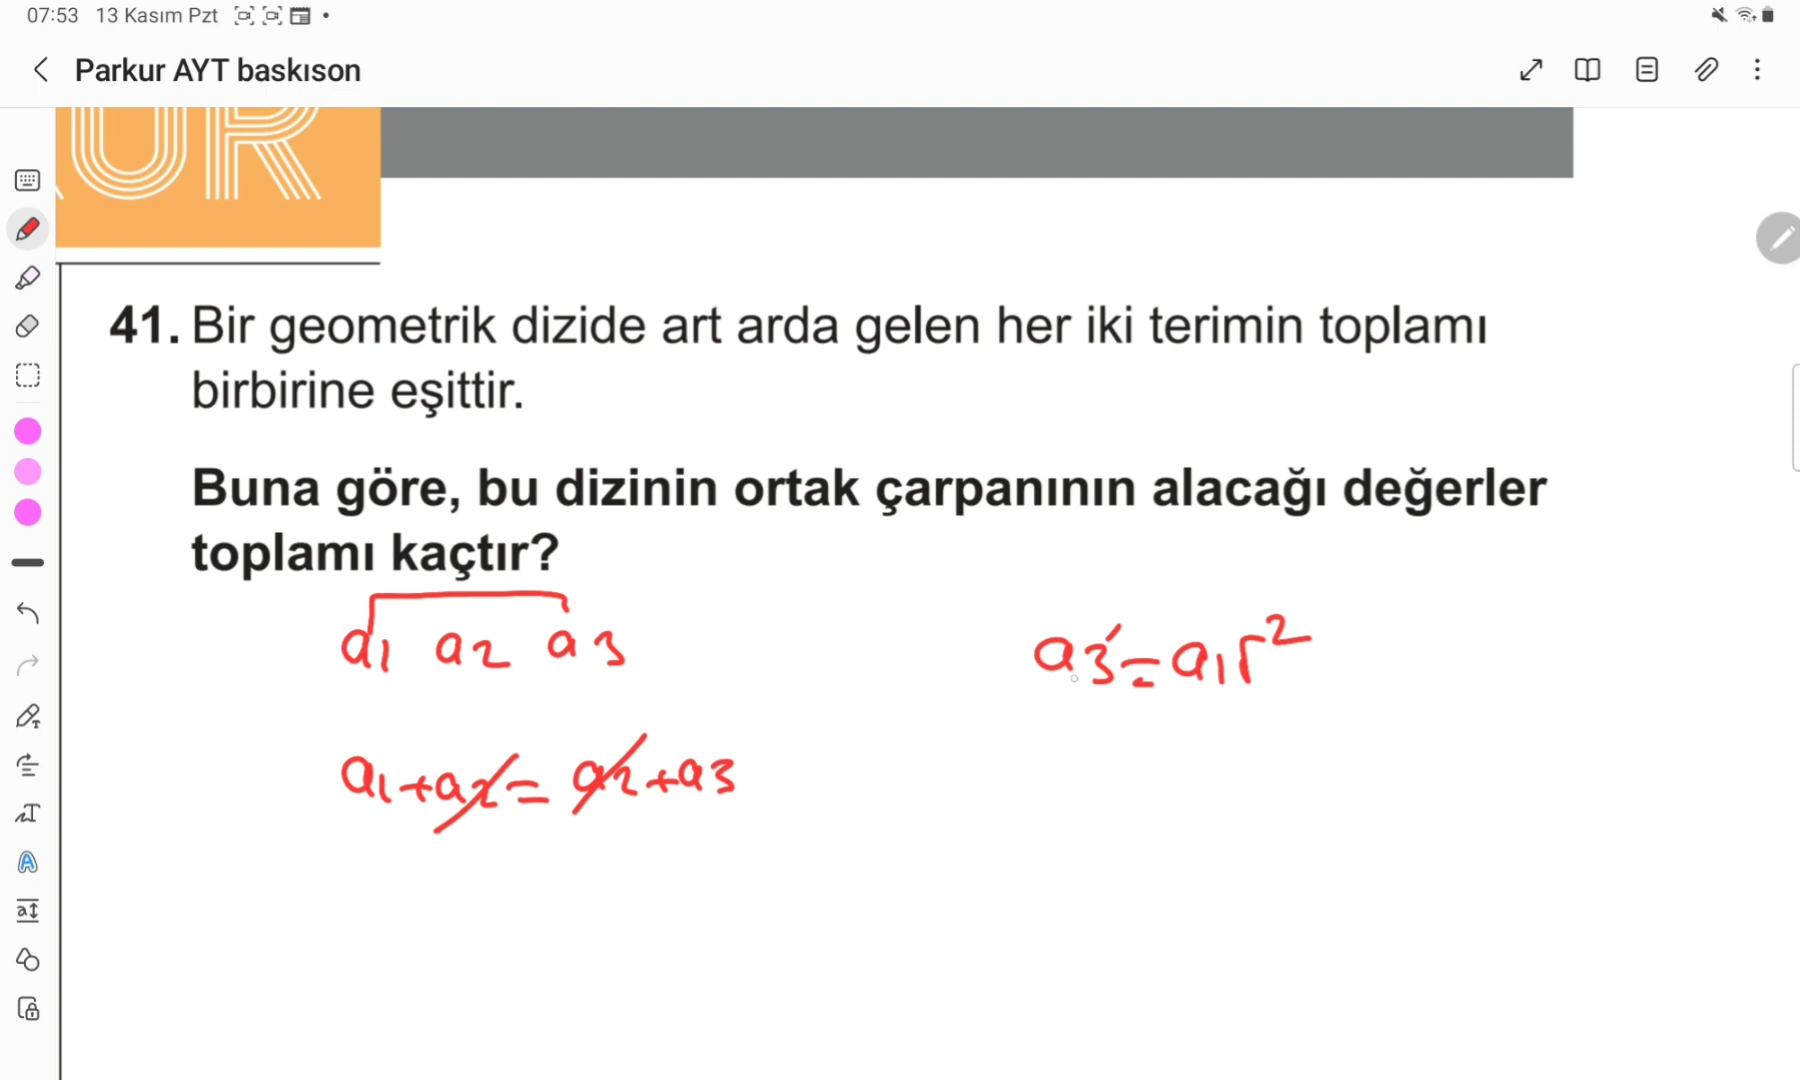 07:53 13 Kasım Pzt
Parkur AYT baskıson
UR
41. Bir geometrik dizide art arda gelen her iki terimin toplamı
birbirine eşittir.
Buna göre, bu dizinin ortak çarpanının alacağı değerler
toplamı kaçtır?
a1 a2 a3
a3 = a1r²
a1+a2 = a2+a3